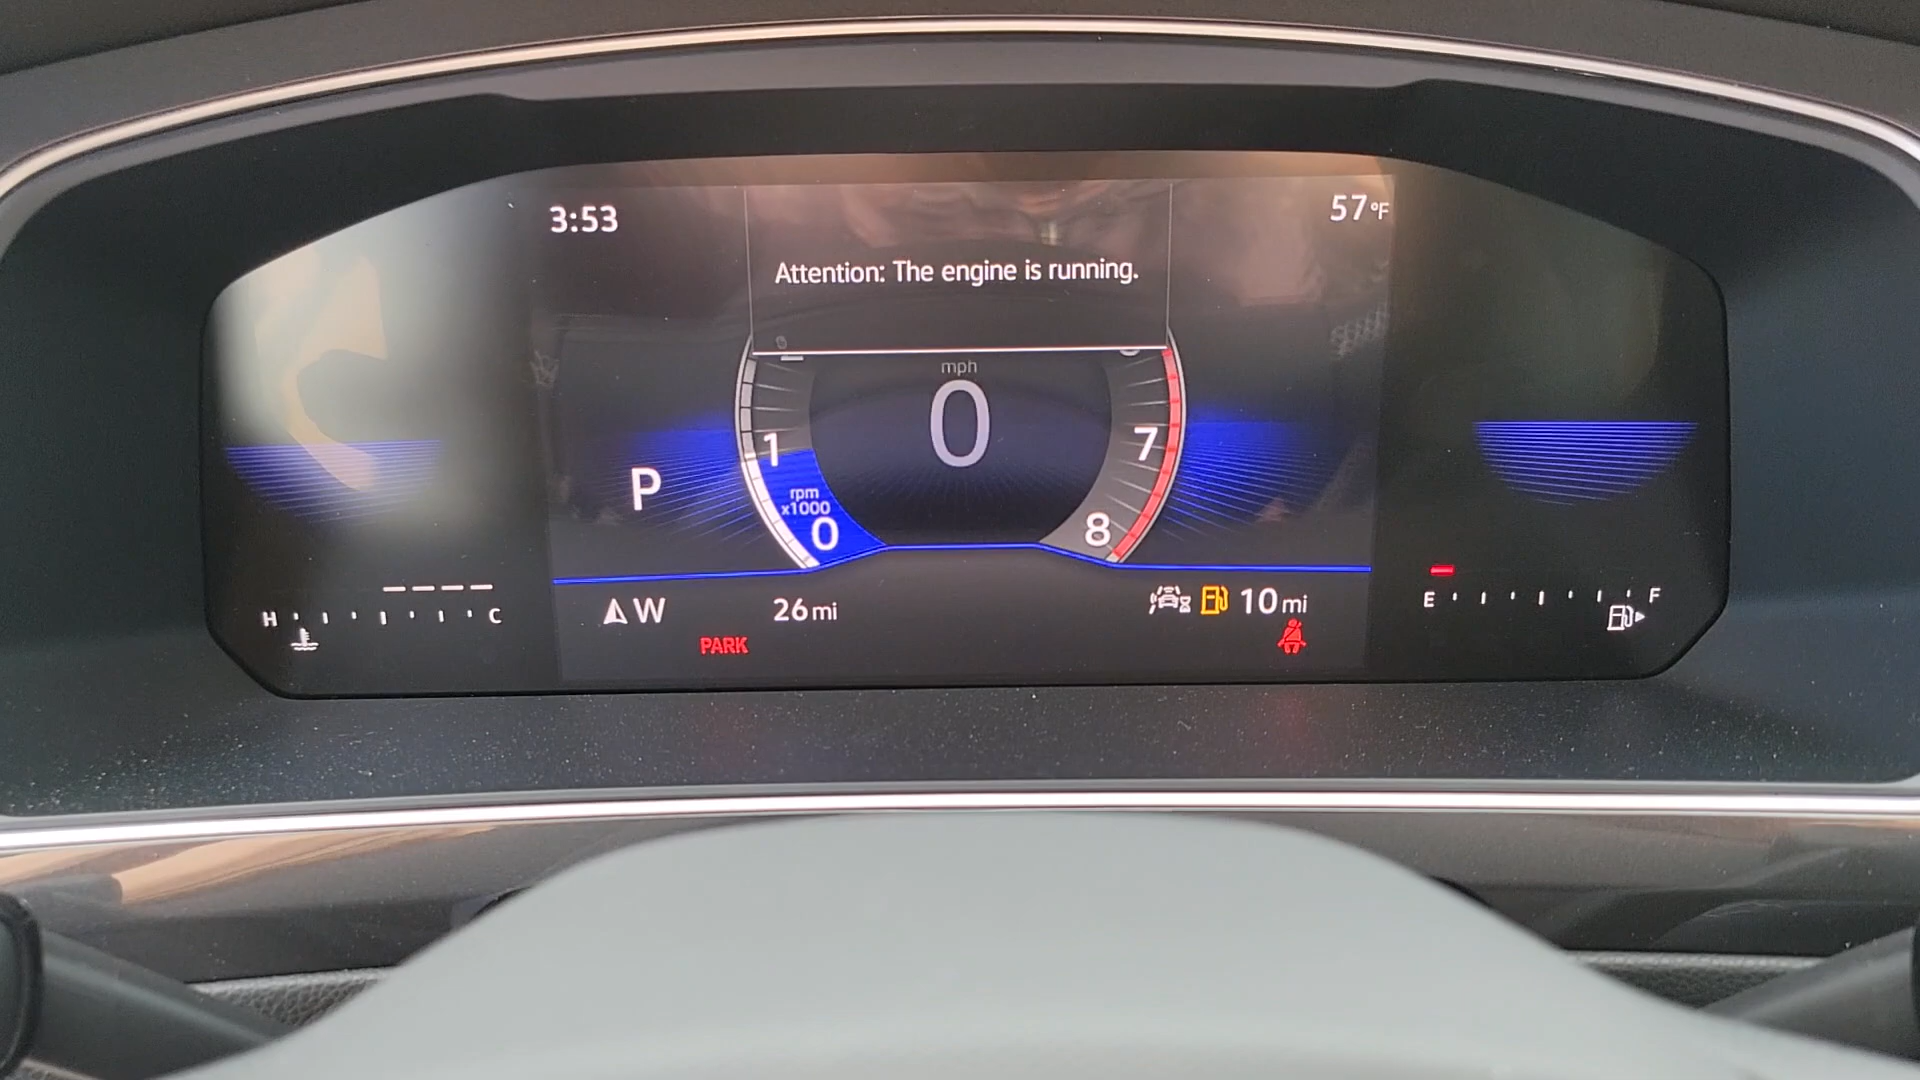 3:53
57°F
Attention: The engine is running.
mph
0
1
7
P
rpm
x1000
0
8
W
26 mi
10 mi
H
C
E
F
PARK